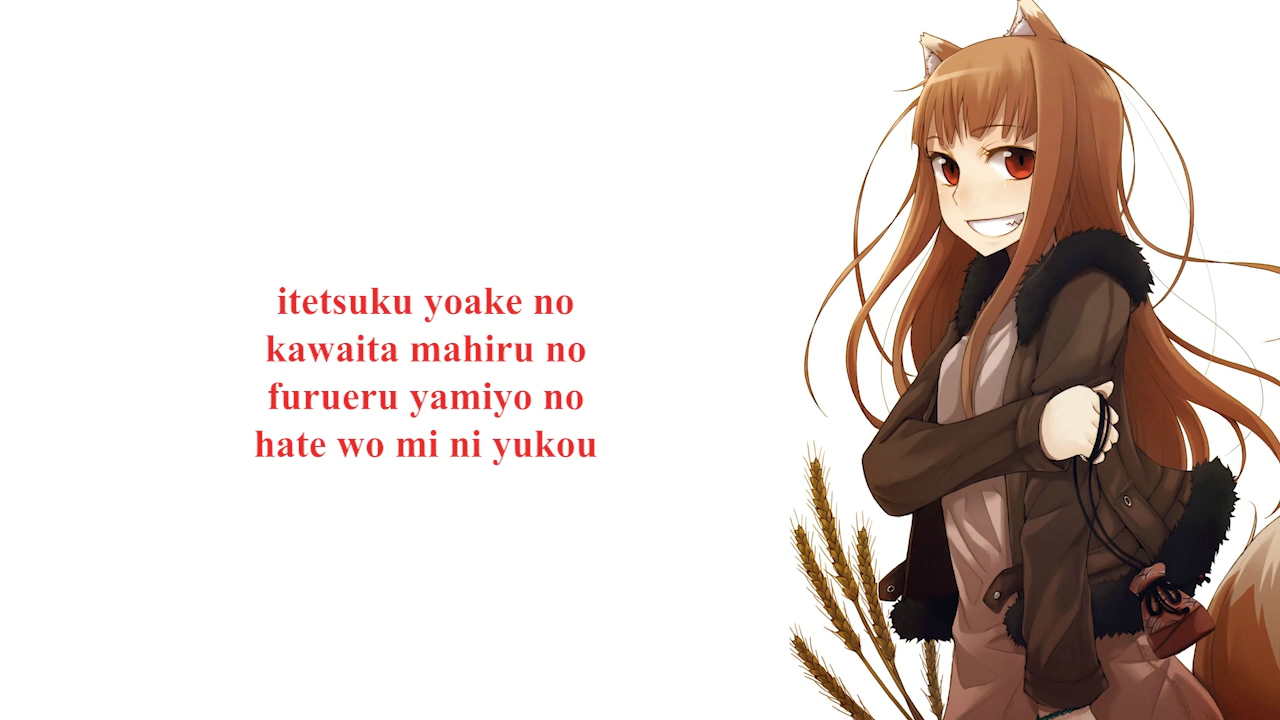 itetsuku yoake no
kawaita mahiru no
furueru yamiyo no
hate wo mi ni yukou